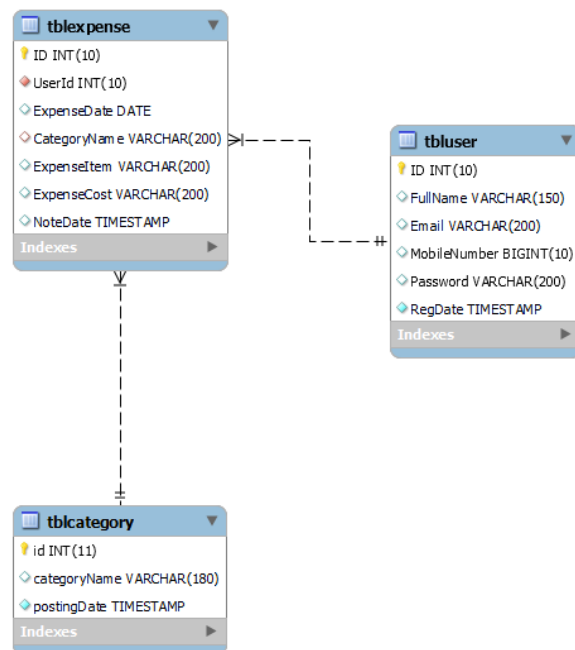 tblexpense
ID INT(10)
UserId INT(10)
ExpenseDate DATE
CategoryName VARCHAR(200)
ExpenseItem VARCHAR(200)
ExpenseCost VARCHAR(200)
NoteDate TIMESTAMP
Indexes
tbluser
ID INT(10)
FullName VARCHAR(150)
Email VARCHAR(200)
MobileNumber BIGINT(10)
Password VARCHAR(200)
RegDate TIMESTAMP
Indexes
tblcategory
id INT(11)
categoryName VARCHAR(180)
postingDate TIMESTAMP
Indexes